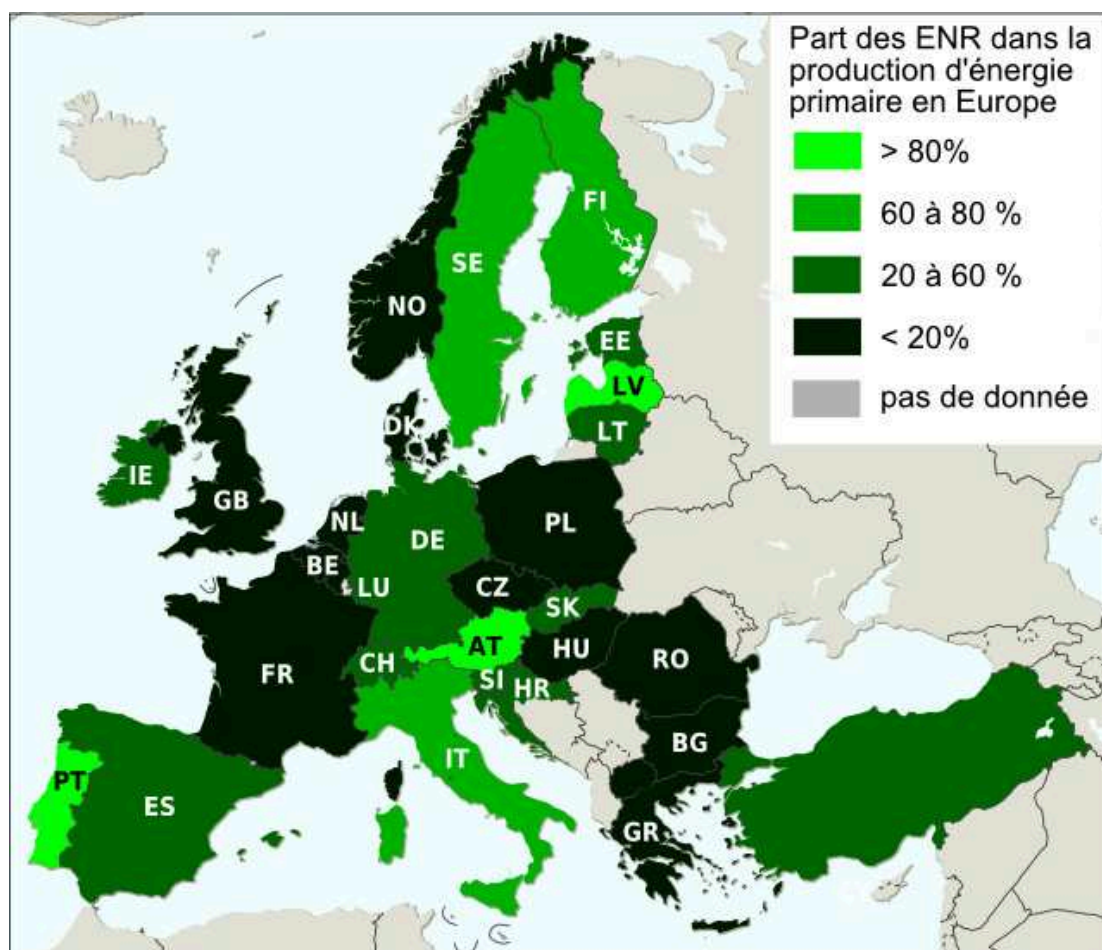 Part des ENR dans la
production d'énergie
primaire en Europe
> 80%
60 à 80 %
20 à 60 %
< 20%
pas de donnée
FI
SE
NO
EE
LV
LT
DK
IE
GB
NL
BE
LU
DE
PL
CZ
SK
AT
HU
CH
SI
HR
RO
FR
IT
BG
PT
ES
GR